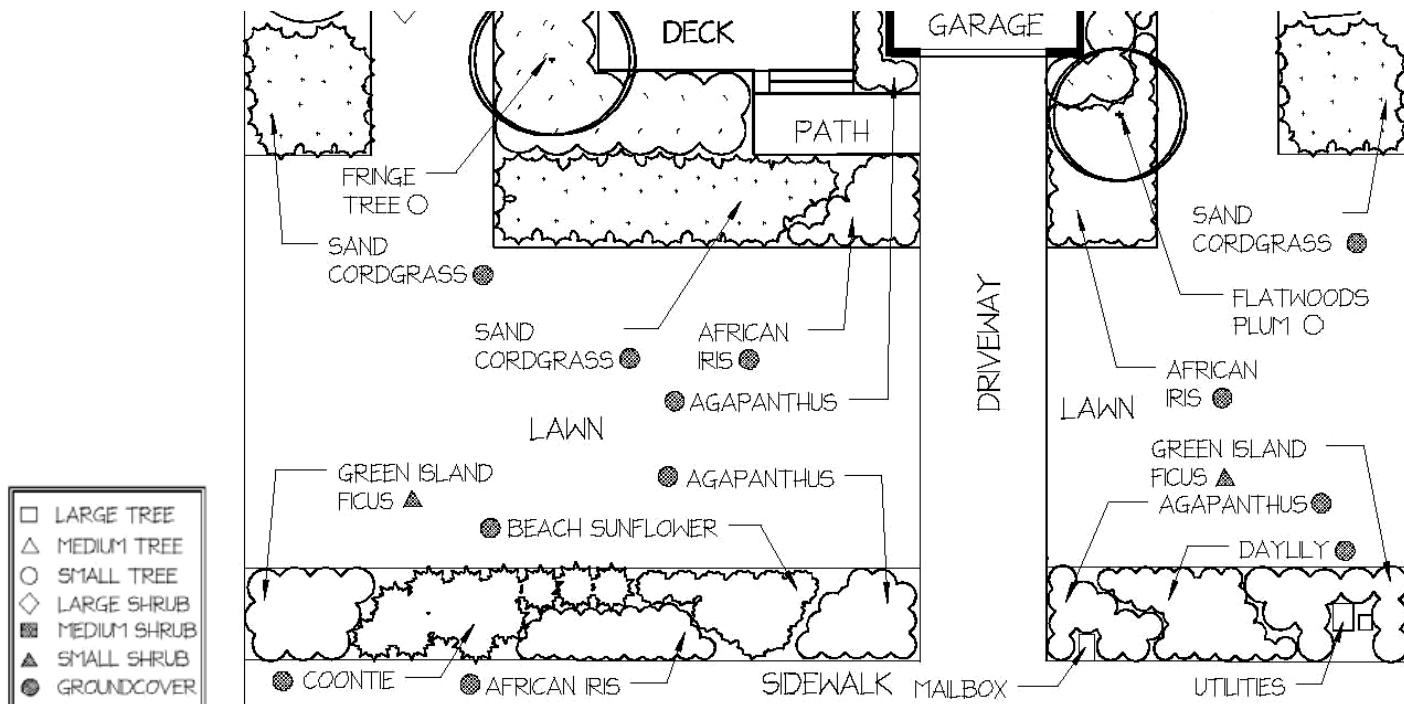 DECK
GARAGE
PATH
FRINGE
TREE
SAND
CORDGRASS
SAND
CORDGRASS
SAND
CORDGRASS
AFRICAN
IRIS
FLATWOODS
PLUM
DRIVEWAY
AGAPANTHUS
AFRICAN
IRIS
LAWN
LAWN
GREEN ISLAND
FICUS
AGAPANTHUS
BEACH SUNFLOWER
GREEN ISLAND
FICUS
AGAPANTHUS
DAYLILY
COONTIE
AFRICAN IRIS
SIDEWALK
MAILBOX
UTILITIES
LARGE TREE
MEDIUM TREE
SMALL TREE
LARGE SHRUB
MEDIUM SHRUB
SMALL SHRUB
GROUNDCOVER